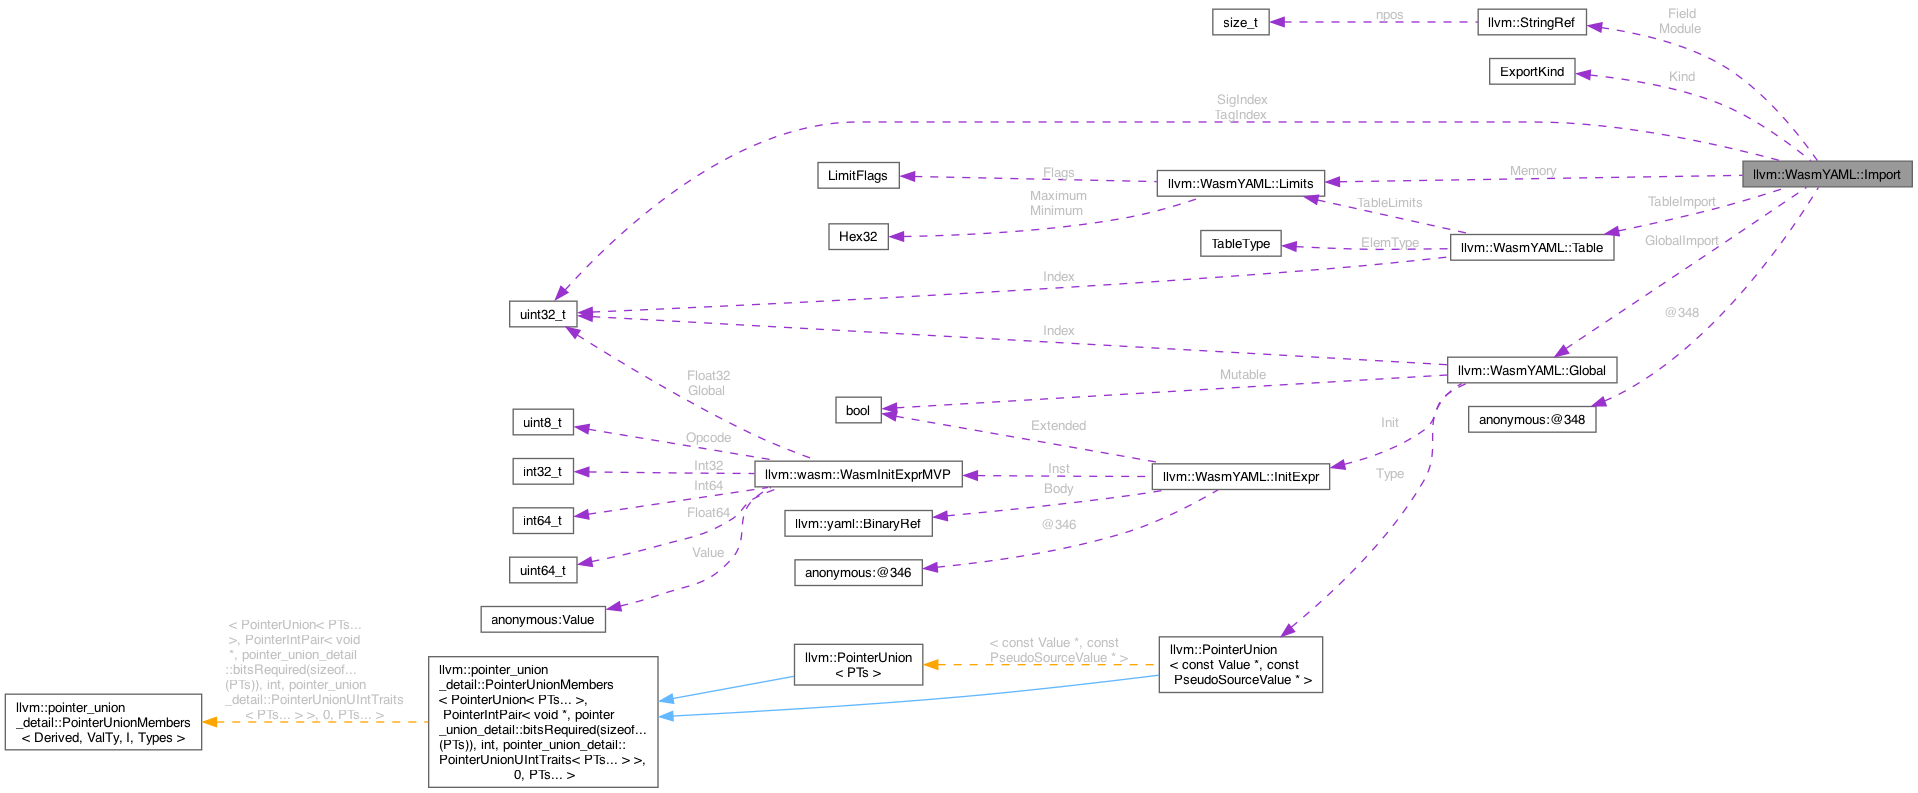 size_t
npos
llvm::StringRef
Field
Module
ExportKind
Kind
SigIndex
TagIndex
LimitFlags
Flags
llvm::WasmYAML::Limits
Memory
llvm::WasmYAML::Import
Maximum
Minimum
TableLimits
TableImport
Hex32
TableType
ElemType
llvm::WasmYAML::Table
GlobalImport
Index
uint32_t
@348
Index
Float32
Global
Mutable
llvm::WasmYAML::Global
bool
uint8_t
Opcode
Extended
Init
anonymous:@348
int32_t
Int32
llvm::wasm::WasmInitExprMVP
Inst
llvm::WasmYAML::InitExpr
Type
Int64
Body
int64_t
Float64
llvm::yaml::BinaryRef
@346
uint64_t
Value
anonymous:@346
anonymous:Value
< PointerUnion< PTs...
>, PointerIntPair< void
*, pointer_union_detail
::bitsRequired(sizeof...
(PTs)), int, pointer_union
_detail::PointerUnionUIntTraits
< PTs... > >, 0, PTs... >
llvm::PointerUnion
< PTs >
< const Value *, const
PseudoSourceValue * >
llvm::PointerUnion
< const Value *, const
PseudoSourceValue * >
llvm::pointer_union
_detail::PointerUnionMembers
< PointerUnion< PTs... >,
PointerIntPair< void *, pointer
_union_detail::bitsRequired(sizeof...
(PTs)), int, pointer_union_detail::
PointerUnionUIntTraits< PTs... > >,
0, PTs... >
llvm::pointer_union
_detail::PointerUnionMembers
< Derived, ValTy, I, Types >